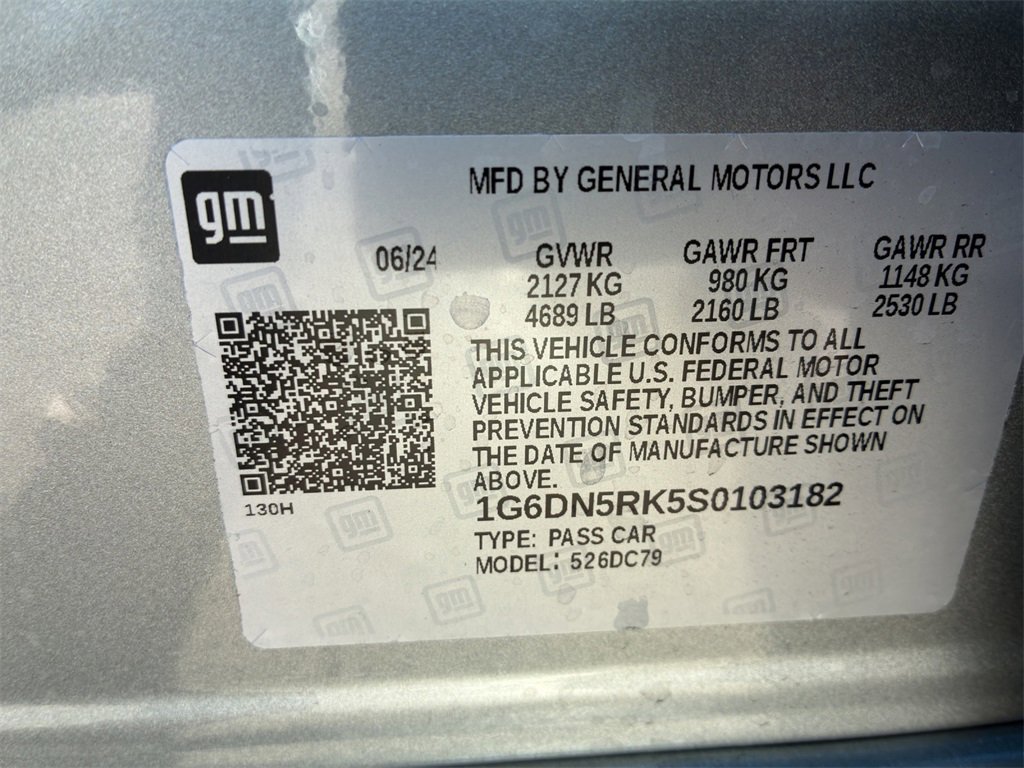 gm
MFD BY GENERAL MOTORS LLC
06/24
GVWR GAWR FRT GAWR RR
2127 KG 980 KG 1148 KG
4689 LB 2160 LB 2530 LB
THIS VEHICLE CONFORMS TO ALL
APPLICABLE U.S. FEDERAL MOTOR
VEHICLE SAFETY, BUMPER, AND THEFT
PREVENTION STANDARDS IN EFFECT ON
THE DATE OF MANUFACTURE SHOWN
ABOVE.
130H
1G6DN5RK5S0103182
TYPE: PASS CAR
MODEL: 526DC79